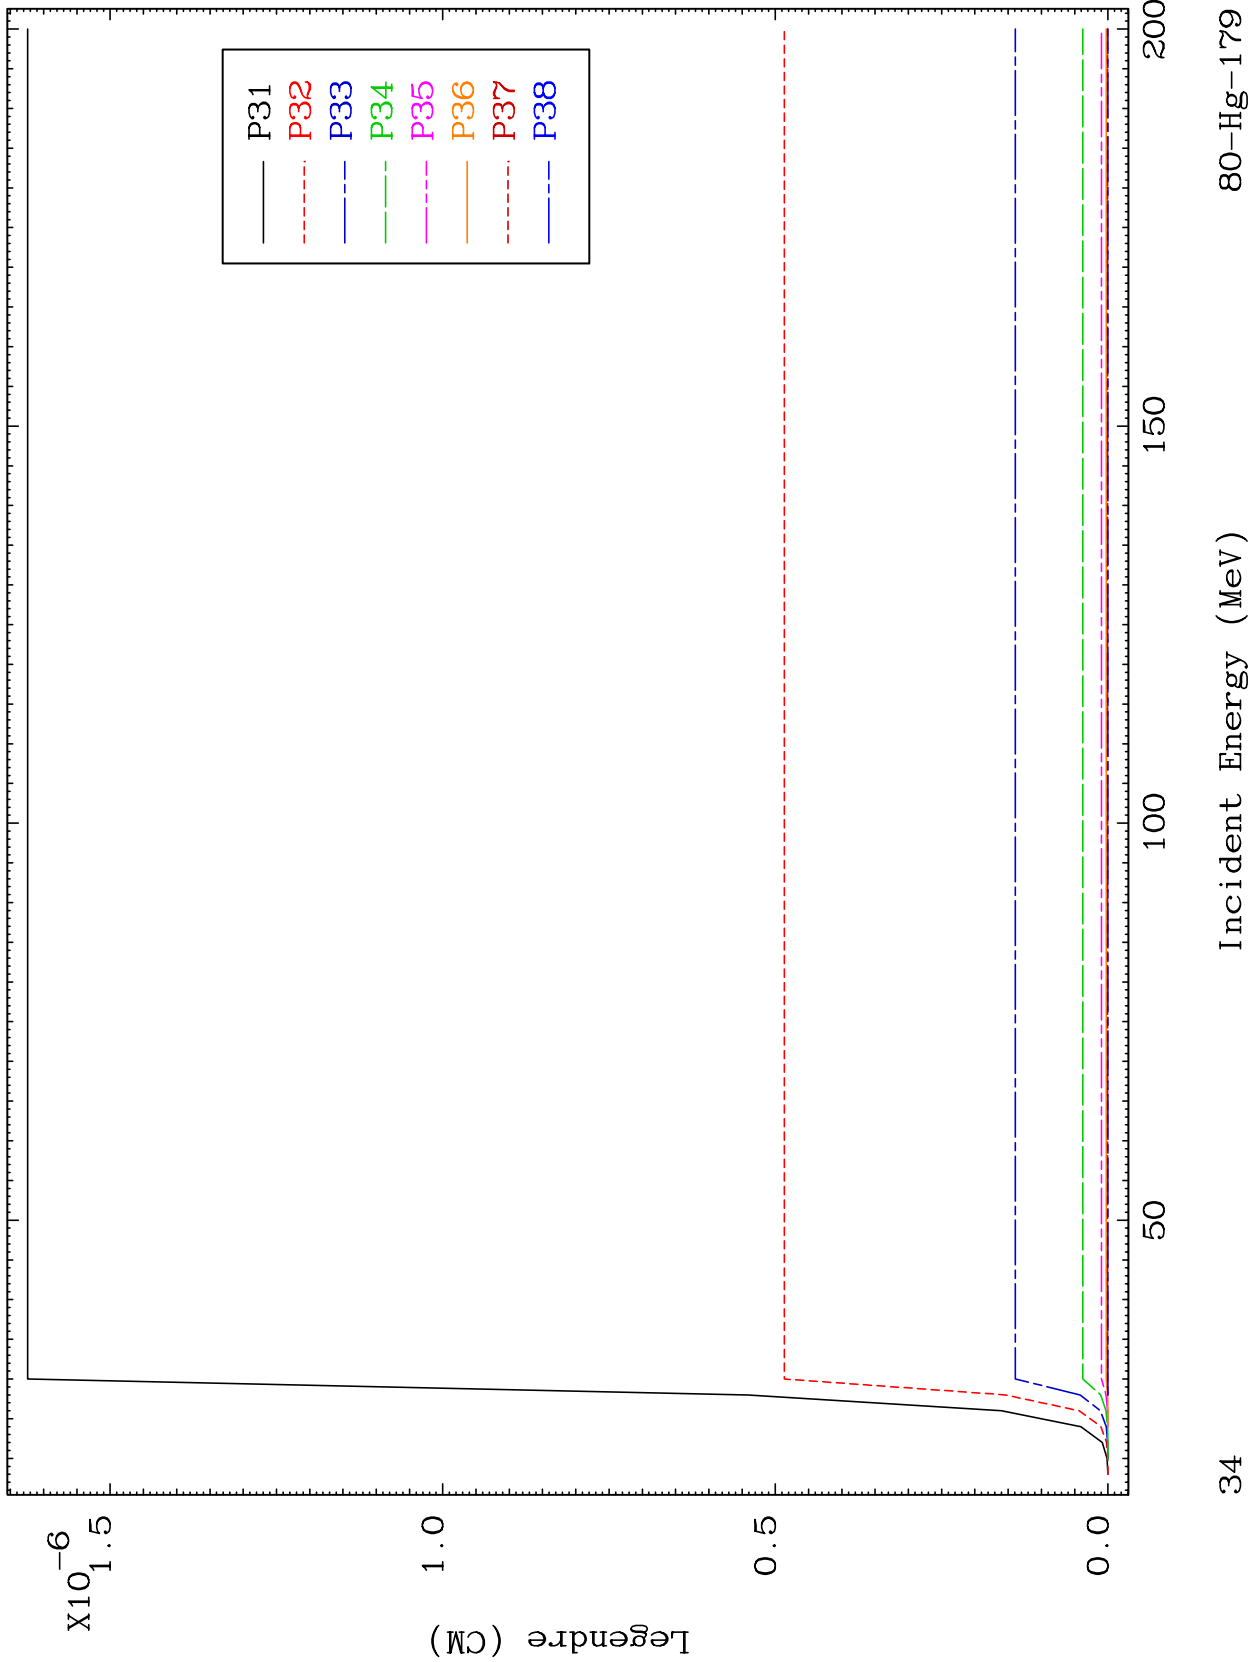 X10-6
1.5
1.0
0.5
0.0
Legendre (CM)
P31
P32
P33
P34
P35
P36
P37
P38
50
100
150
200
34
Incident Energy (MeV)
80-Hg-179